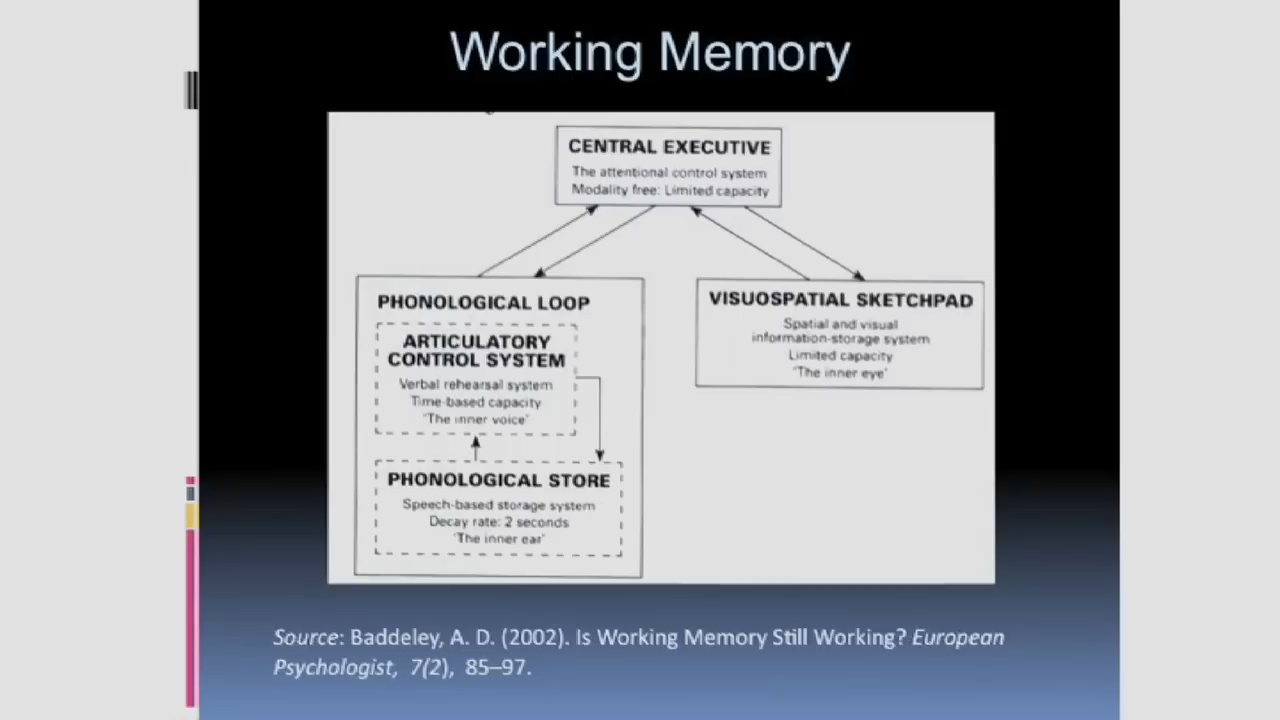 Working Memory
CENTRAL EXECUTIVE
The attentional control system
Modality free: Limited capacity
PHONOLOGICAL LOOP
ARTICULATORY
CONTROL SYSTEM
Verbal rehearsal system
Time-based capacity
'The inner voice'
PHONOLOGICAL STORE
Speech-based storage system
Decay rate: 2 seconds
'The inner ear'
VISUOSPATIAL SKETCHPAD
Spatial and visual
information-storage system
Limited capacity
'The inner eye'
Source: Baddeley, A. D. (2002). Is Working Memory Still Working? European
Psychologist, 7(2), 85–97.